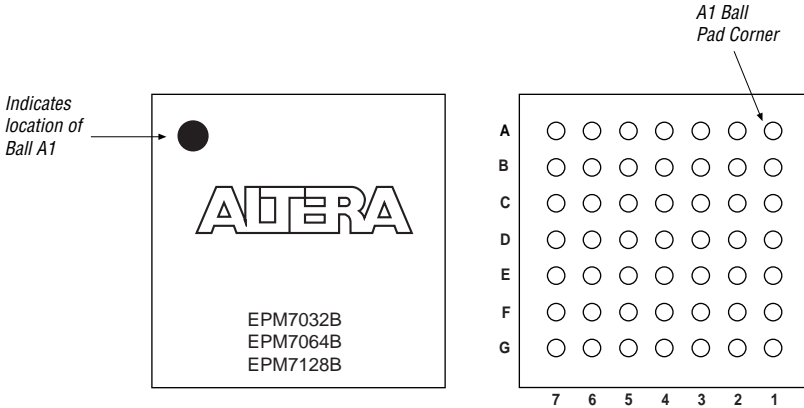 A1 Ball
Pad Corner
Indicates
location of
Ball A1
ALTERA
EPM7032B
EPM7064B
EPM7128B
A
B
C
D
E
F
G
7 6 5 4 3 2 1